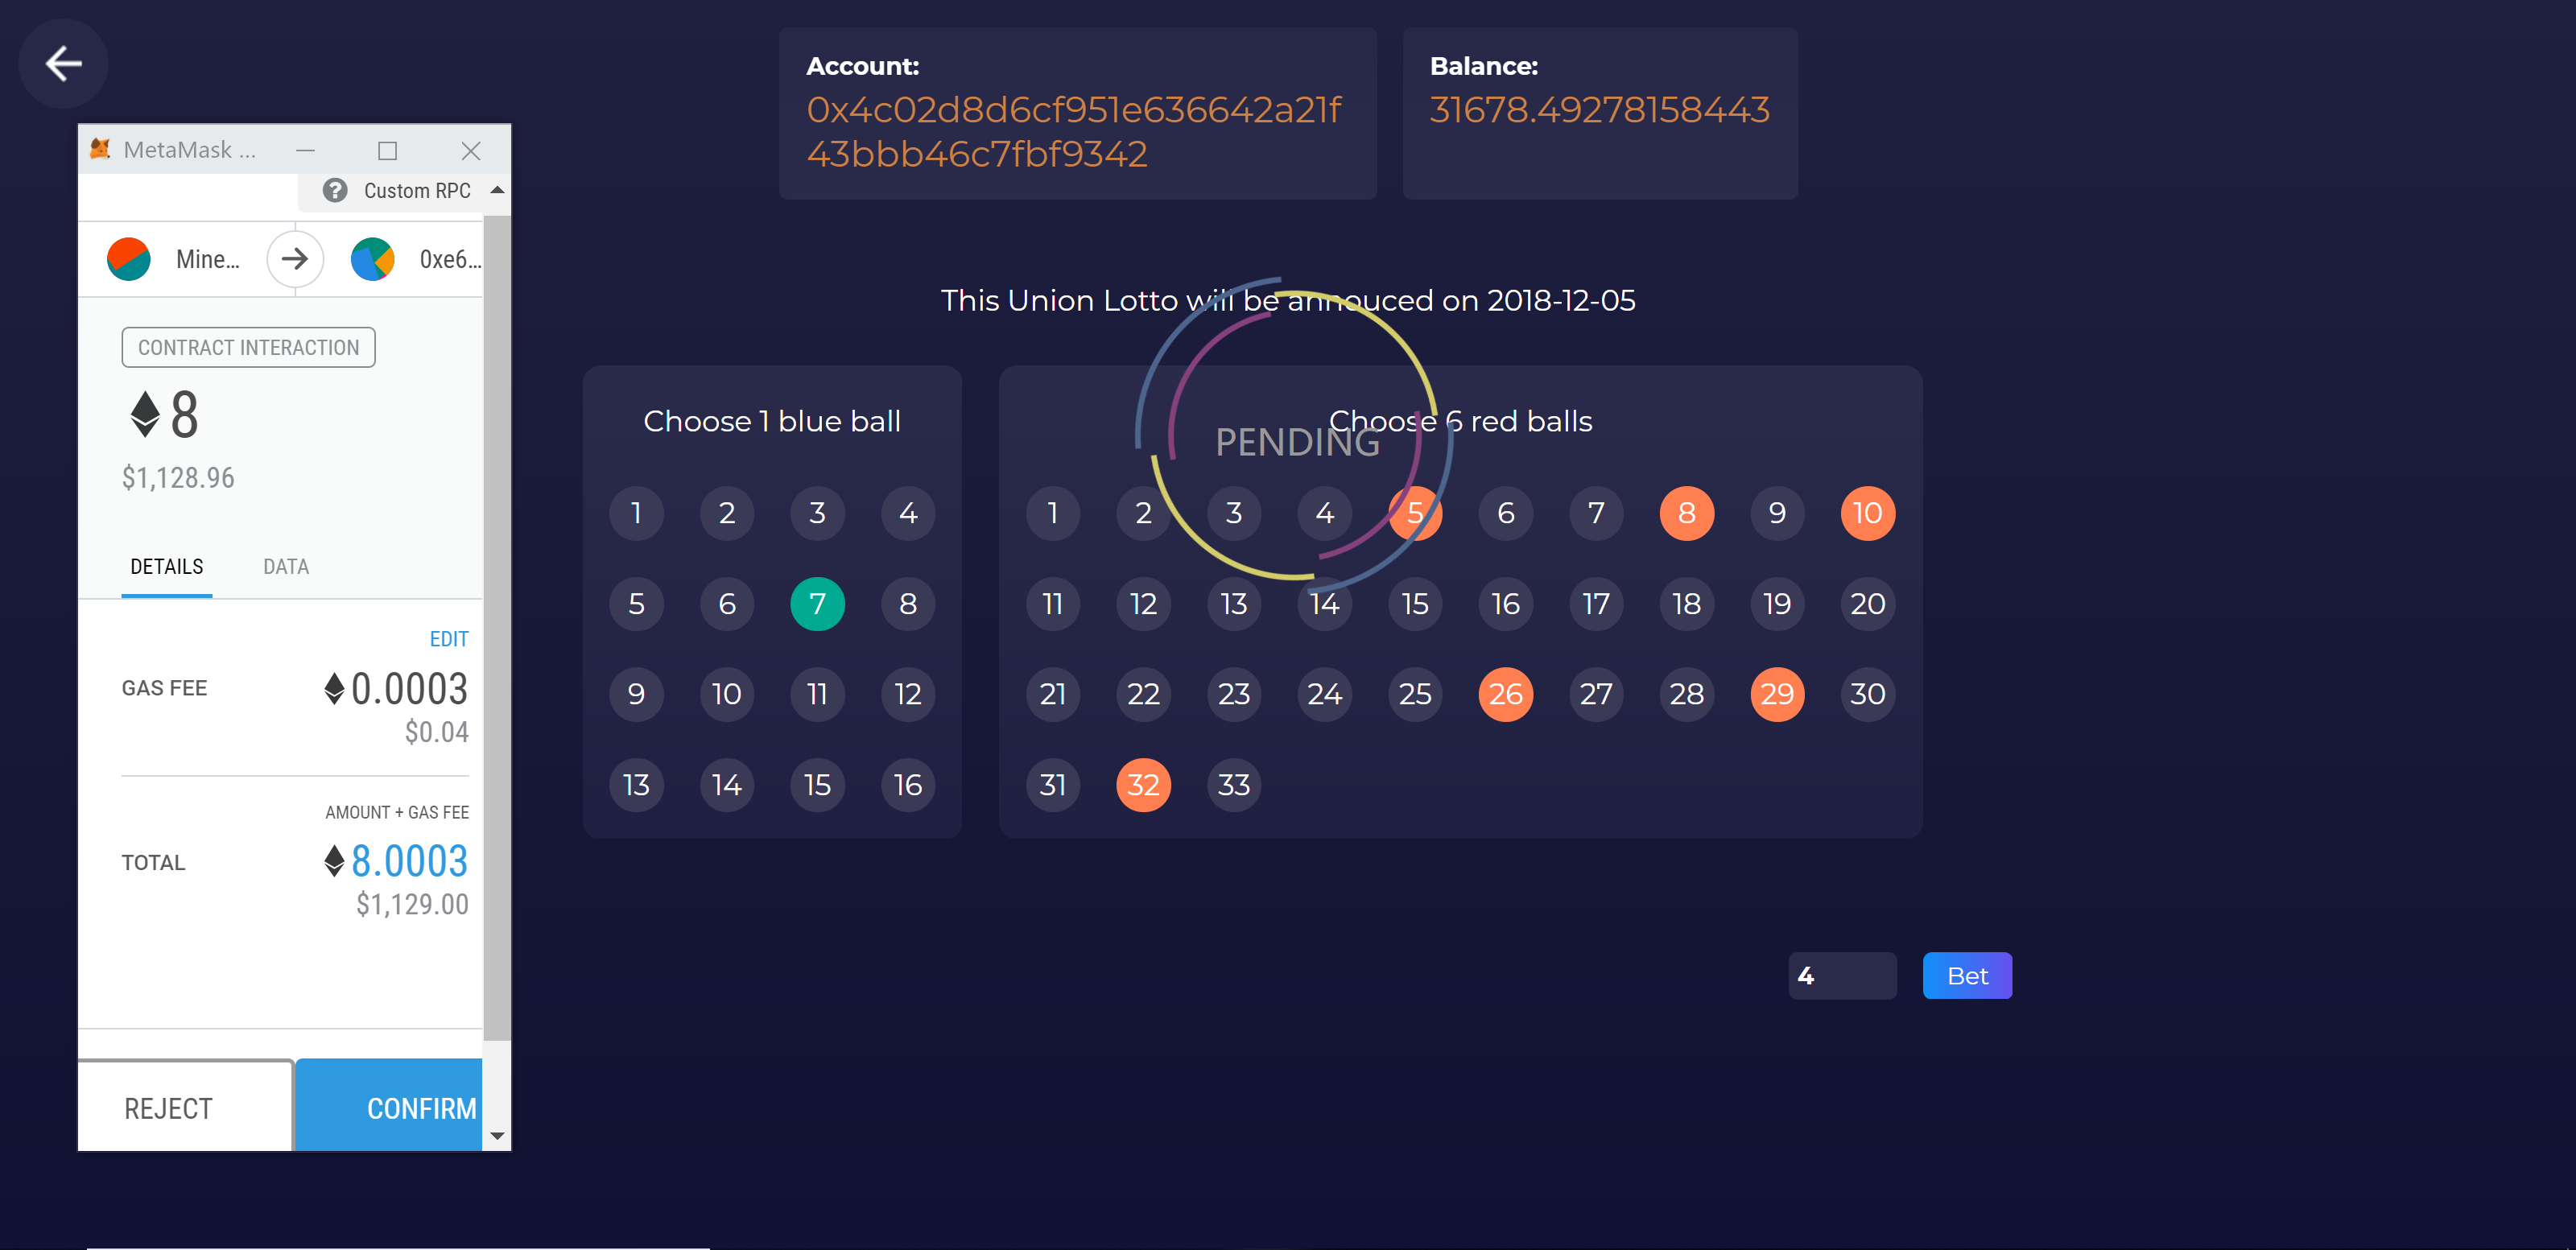 Account:
0x4c02d8d6cf951e636642a21f
43bbb46c7fbf9342
Balance:
31678.49278158443
MetaMask ...
? Custom RPC
Mine...
0xe6...
CONTRACT INTERACTION
8
$1,128.96
DETAILS DATA
EDIT
GAS FEE 0.0003
$0.04
AMOUNT + GAS FEE
TOTAL 8.0003
$1,129.00
REJECT CONFIRM
This Union Lotto will be annouced on 2018-12-05
PENDING
Choose 1 blue ball
1 2 3 4
5 6 7 8
9 10 11 12
13 14 15 16
Choose 6 red balls
1 2 3 4 5 6 7 8 9 10
11 12 13 14 15 16 17 18 19 20
21 22 23 24 25 26 27 28 29 30
31 32 33
4 Bet